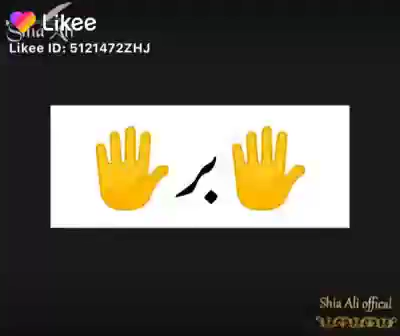 Likee
Shia Ali
Likee ID: 5121472ZHJ
بر
Shia Ali offical